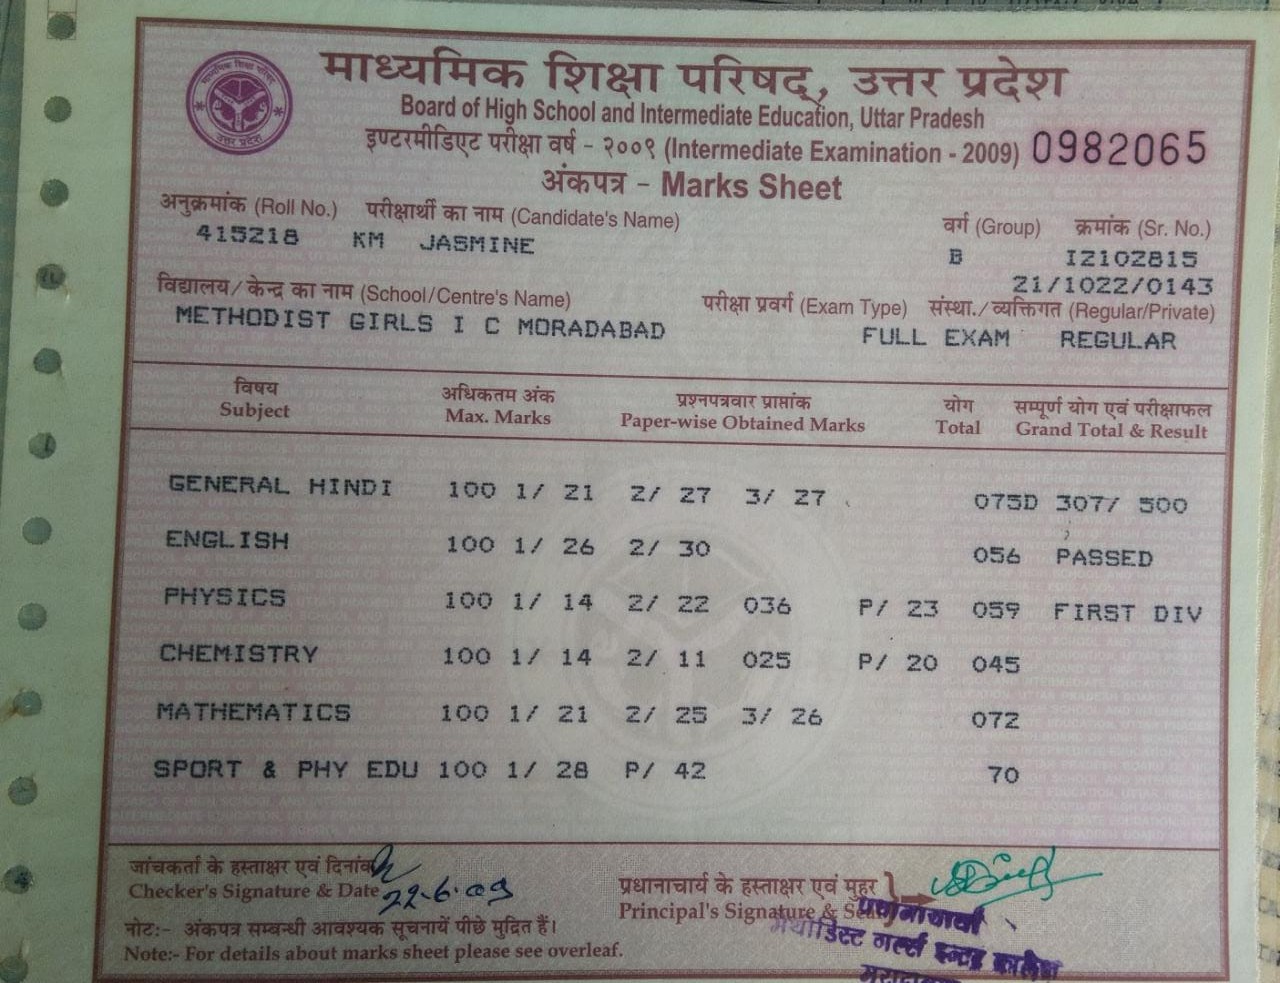 माध्यमिक शिक्षा परिषद्, उत्तर प्रदेश
Board of High School and Intermediate Education, Uttar Pradesh
इण्टरमीडिएट परीक्षा वर्ष - २००९ (Intermediate Examination - 2009) 0982065
अंकपत्र - Marks Sheet
अनुक्रमांक (Roll No.) परीक्षार्थी का नाम (Candidate's Name) वर्ग (Group) क्रमांक (Sr. No.)
415218 KM JASMINE B IZ102815
21/1022/0143
विद्यालय/ केन्द्र का नाम (School/Centre's Name) परीक्षा प्रवर्ग (Exam Type) संस्था./व्यक्तिगत (Regular/Private)
METHODIST GIRLS I C MORADABAD FULL EXAM REGULAR
विषय अधिकतम अंक प्रश्नपत्रवार प्राप्तांक योग सम्पूर्ण योग एवं परीक्षाफल
Subject Max. Marks Paper-wise Obtained Marks Total Grand Total & Result
GENERAL HINDI 100 1/ 21 2/ 27 3/ 27 075D 307/ 500
ENGLISH 100 1/ 26 2/ 30 056 PASSED
PHYSICS 100 1/ 14 2/ 22 036 P/ 23 059 FIRST DIV
CHEMISTRY 100 1/ 14 2/ 11 025 P/ 20 045
MATHEMATICS 100 1/ 21 2/ 25 3/ 26 072
SPORT & PHY EDU 100 1/ 28 P/ 42 70
जांचकर्ता के हस्ताक्षर एवं दिनांक
Checker's Signature & Date 22-6-09
प्रधानाचार्य के हस्ताक्षर एवं मुहर
Principal's Signature & Seal
नोट:- अंकपत्र सम्बन्धी आवश्यक सूचनायें पीछे मुद्रित हैं।
Note:- For details about marks sheet please see overleaf.
गर्ल्स इन्टर कालेज